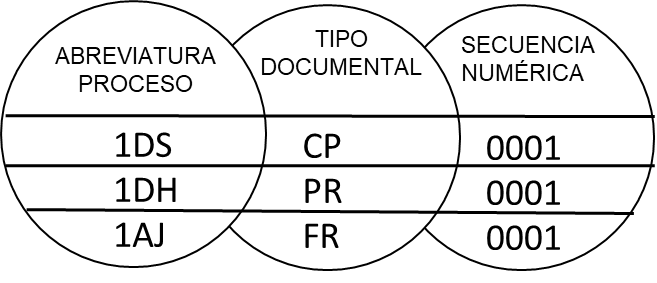 ABREVIATURA
PROCESO
TIPO
DOCUMENTAL
SECUENCIA
NUMÉRICA
1DS CP 0001
1DH PR 0001
1AJ FR 0001